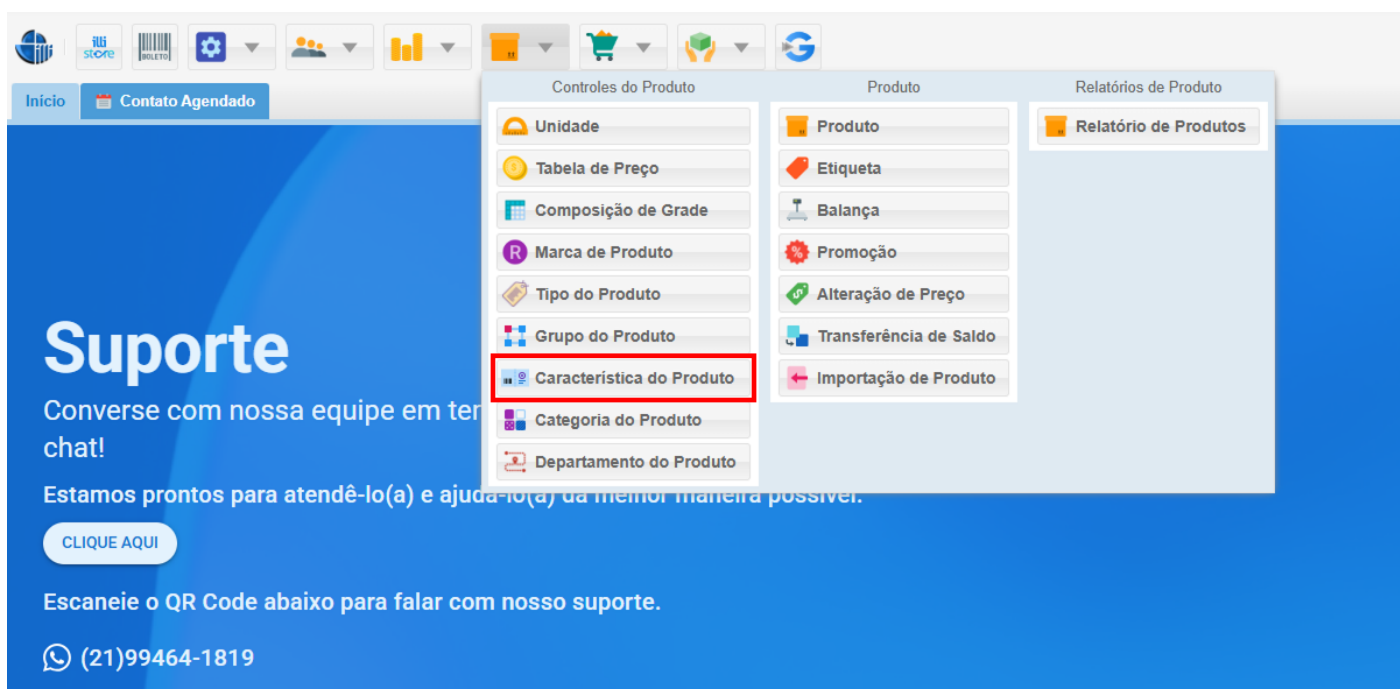 illi
illi
store
BOLETO
Início
Contato Agendado
Controles do Produto
Unidade
Tabela de Preço
Composição de Grade
Marca de Produto
Tipo do Produto
Grupo do Produto
Característica do Produto
Categoria do Produto
Departamento do Produto
Produto
Produto
Etiqueta
Balança
Promoção
Alteração de Preço
Transferência de Saldo
Importação de Produto
Relatórios de Produto
Relatório de Produtos
Suporte
Converse com nossa equipe em
chat!
Estamos prontos para atendê-lo(a) e ajudá-lo(a) da melhor maneira possível.
CLIQUE AQUI
Escaneie o QR Code abaixo para falar com nosso suporte.
(21)99464-1819